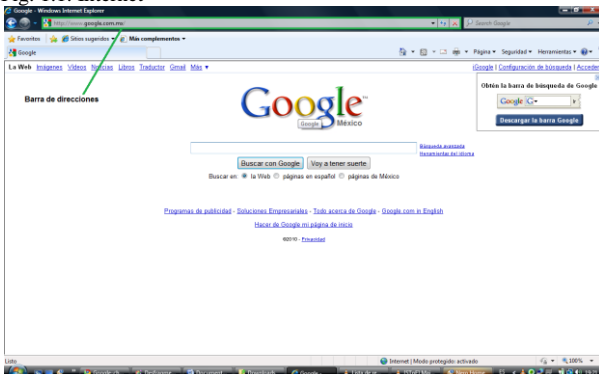 Google - Windows Internet Explorer
http://www.google.com.mx/
Search Google
Favoritos Sitios sugeridos Más complementos
Google
Página Seguridad Herramientas
La Web Imágenes Vídeos Noticias Libros Traductor Gmail Más
iGoogle | Configuración de búsqueda | Acceder
Obtén la barra de búsqueda de Google
Google G
Descargar la barra Google
Barra de direcciones
Google™
Google
México
Búsqueda avanzada
Herramientas del idioma
Buscar con Google Voy a tener suerte
Buscar en: la Web páginas en español páginas de México
Programas de publicidad - Soluciones Empresariales - Todo acerca de Google - Google.com in English
Hacer de Google mi página de inicio
©2010 - Privacidad
Listo
Internet | Modo protegido: activado
100%